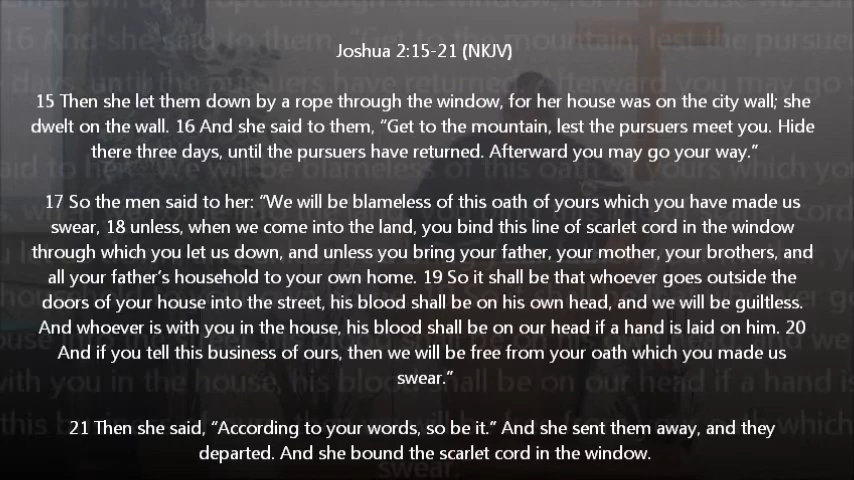 Joshua 2:15-21 (NKJV)
15 Then she let them down by a rope through the window, for her house was on the city wall; she
dwelt on the wall. 16 And she said to them, “Get to the mountain, lest the pursuers meet you. Hide
there three days, until the pursuers have returned. Afterward you may go your way.”
17 So the men said to her: “We will be blameless of this oath of yours which you have made us
swear, 18 unless, when we come into the land, you bind this line of scarlet cord in the window
through which you let us down, and unless you bring your father, your mother, your brothers, and
all your father’s household to your own home. 19 So it shall be that whoever goes outside the
doors of your house into the street, his blood shall be on his own head, and we will be guiltless.
And whoever is with you in the house, his blood shall be on our head if a hand is laid on him. 20
And if you tell this business of ours, then we will be free from your oath which you made us
swear.”
21 Then she said, “According to your words, so be it.” And she sent them away, and they
departed. And she bound the scarlet cord in the window.